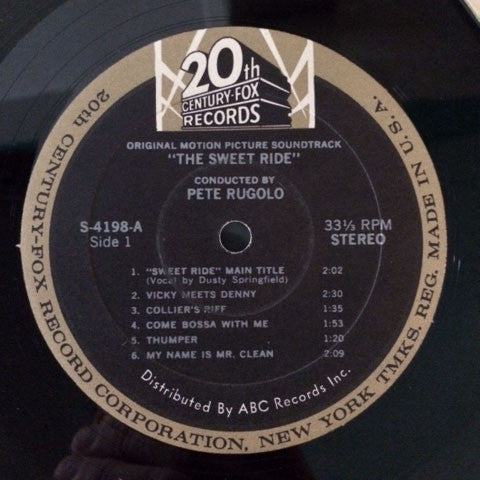 20th
CENTURY-FOX
RECORDS
ORIGINAL MOTION PICTURE SOUNDTRACK
"THE SWEET RIDE"
CONDUCTED BY
PETE RUGOLO
S-4198-A
Side 1
33⅓ RPM
STEREO
1. "SWEET RIDE" MAIN TITLE 2:02
(Vocal by Dusty Springfield)
2. VICKY MEETS DENNY 2:30
3. COLLIER'S RIFF 1:35
4. COME BOSSA WITH ME 1:53
5. THUMPER 1:20
6. MY NAME IS MR. CLEAN 2:09
Distributed By ABC Records Inc.
20th CENTURY-FOX RECORD CORPORATION, NEW YORK TMKS. REG. MADE IN U.S.A.